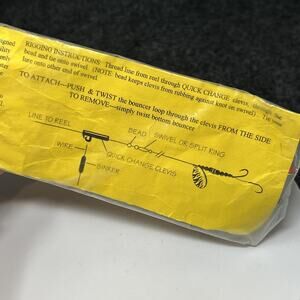 RIGGING INSTRUCTIONS: Thread line from reel through QUICK CHANGE clevis, through
bead and tie onto swivel. (NOTE: bead keeps clevis from rubbing against knot on swivel). Tie
lure onto other end of swivel.
TO ATTACH—PUSH & TWIST the bouncer loop through the clevis FROM THE SIDE
TO REMOVE—simply twist bottom bouncer
LINE TO REEL
BEAD
SWIVEL OR SPLIT RING
WIRE
QUICK CHANGE CLEVIS
SINKER